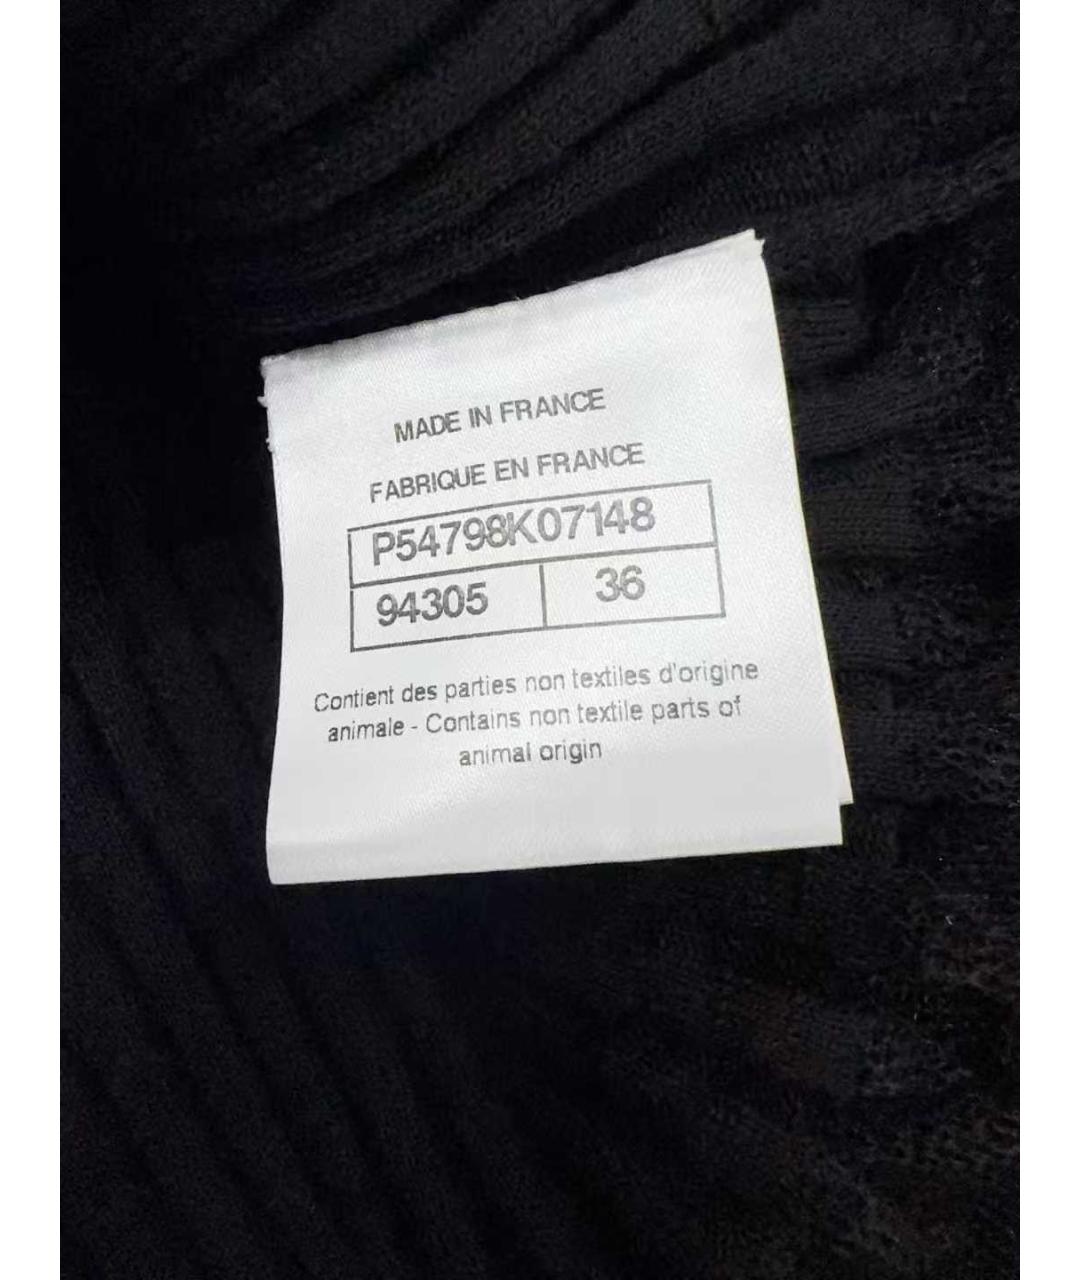 MADE IN FRANCE
FABRIQUE EN FRANCE
P54798K07148
94305 36
Contient des parties non textiles d'origine
animale - Contains non textile parts of
animal origin